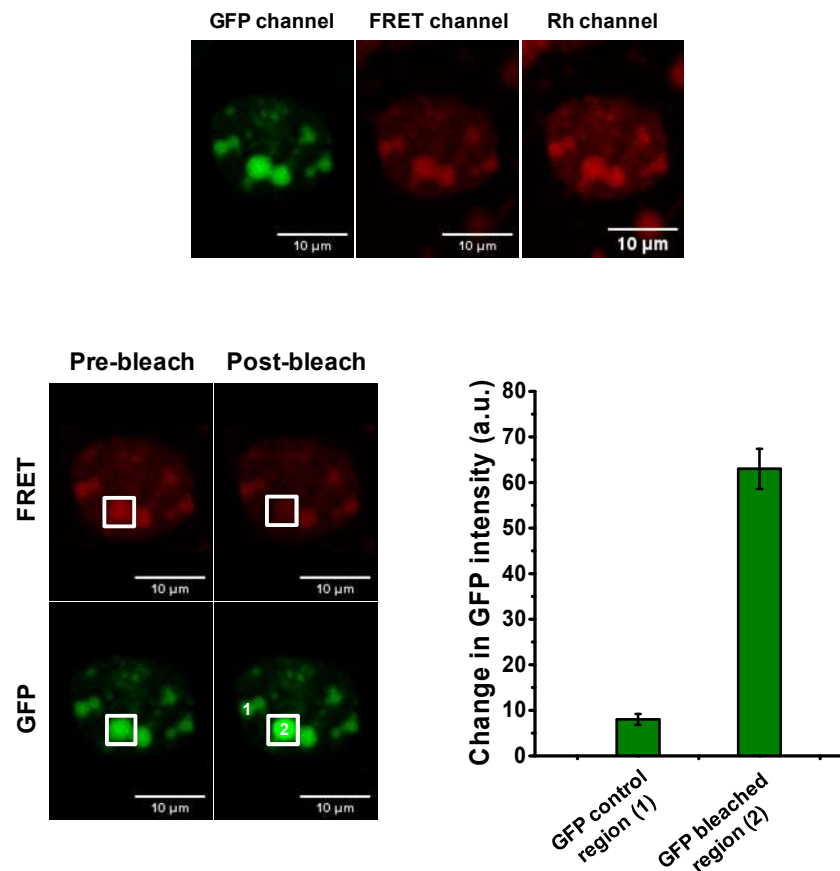 GFP channel FRET channel Rh channel
10 µm 10 µm 10 µm
Pre-bleach Post-bleach
FRET
10 µm 10 µm
GFP
1
2
10 µm 10 µm
Change in GFP intensity (a.u.)
80
70
60
50
40
30
20
10
0
GFP control
region (1)
GFP bleached
region (2)